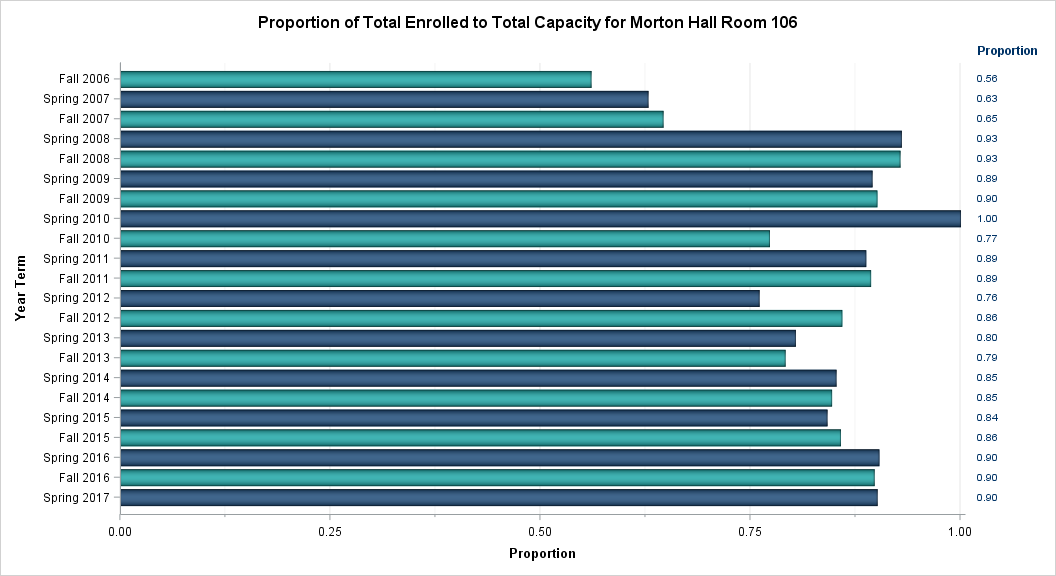 Proportion of Total Enrolled to Total Capacity for Morton Hall Room 106
Proportion
Year Term
Fall 2006 0.56
Spring 2007 0.63
Fall 2007 0.65
Spring 2008 0.93
Fall 2008 0.93
Spring 2009 0.89
Fall 2009 0.90
Spring 2010 1.00
Fall 2010 0.77
Spring 2011 0.89
Fall 2011 0.89
Spring 2012 0.76
Fall 2012 0.86
Spring 2013 0.80
Fall 2013 0.79
Spring 2014 0.85
Fall 2014 0.85
Spring 2015 0.84
Fall 2015 0.86
Spring 2016 0.90
Fall 2016 0.90
Spring 2017 0.90
0.00 0.25 0.50 0.75 1.00
Proportion